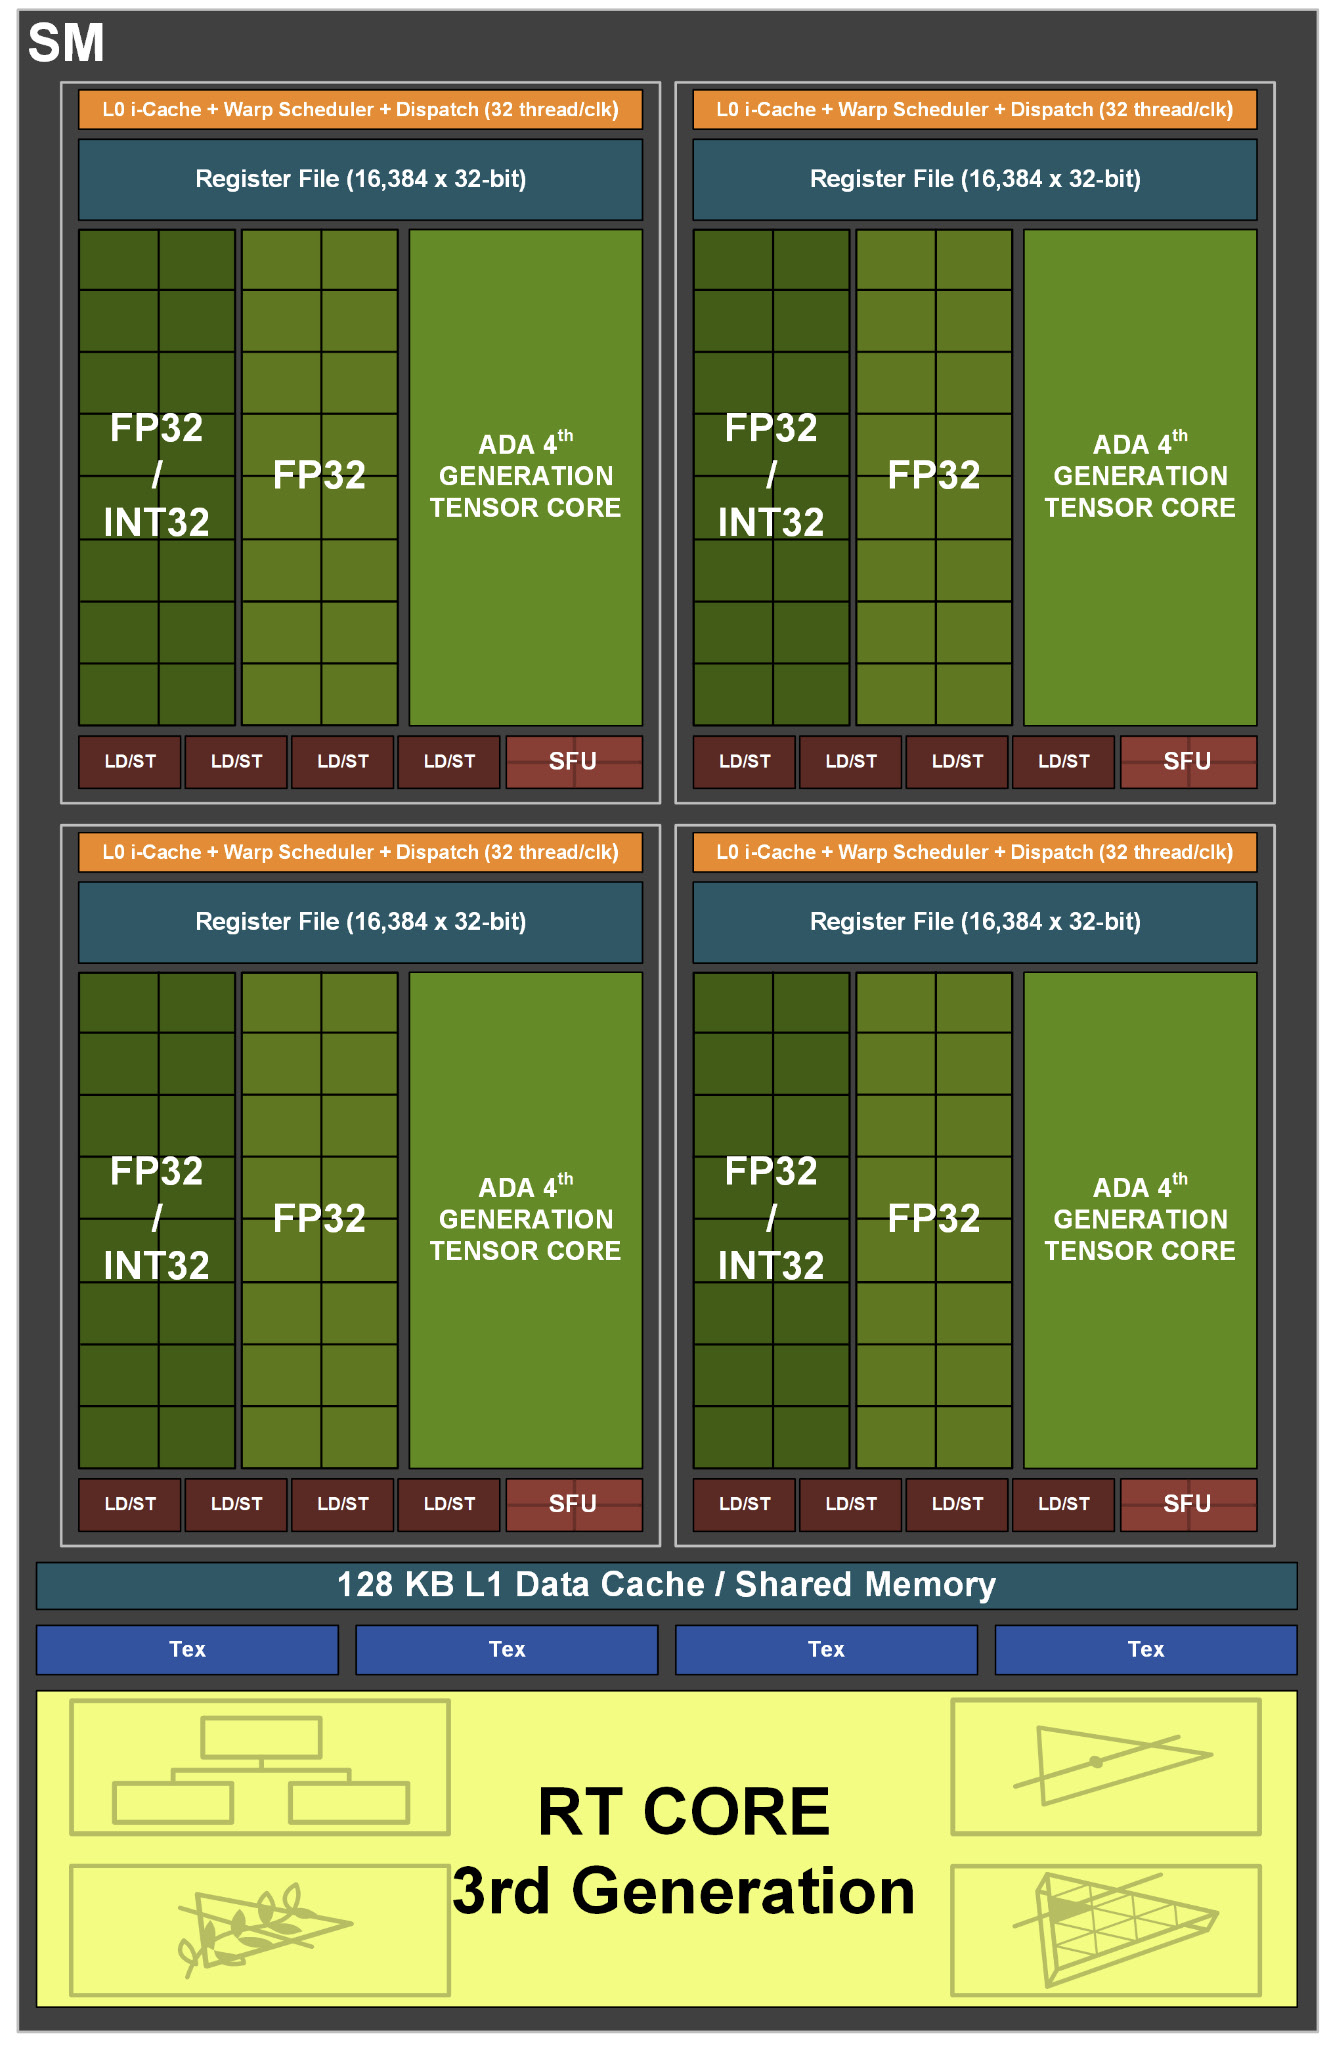 SM
L0 i-Cache + Warp Scheduler + Dispatch (32 thread/clk)
Register File (16,384 x 32-bit)
FP32
/
INT32
FP32
ADA 4th
GENERATION
TENSOR CORE
LD/ST
LD/ST
LD/ST
LD/ST
SFU
L0 i-Cache + Warp Scheduler + Dispatch (32 thread/clk)
Register File (16,384 x 32-bit)
FP32
/
INT32
FP32
ADA 4th
GENERATION
TENSOR CORE
LD/ST
LD/ST
LD/ST
LD/ST
SFU
L0 i-Cache + Warp Scheduler + Dispatch (32 thread/clk)
Register File (16,384 x 32-bit)
FP32
/
INT32
FP32
ADA 4th
GENERATION
TENSOR CORE
LD/ST
LD/ST
LD/ST
LD/ST
SFU
L0 i-Cache + Warp Scheduler + Dispatch (32 thread/clk)
Register File (16,384 x 32-bit)
FP32
/
INT32
FP32
ADA 4th
GENERATION
TENSOR CORE
LD/ST
LD/ST
LD/ST
LD/ST
SFU
128 KB L1 Data Cache / Shared Memory
Tex
Tex
Tex
Tex
RT CORE
3rd Generation